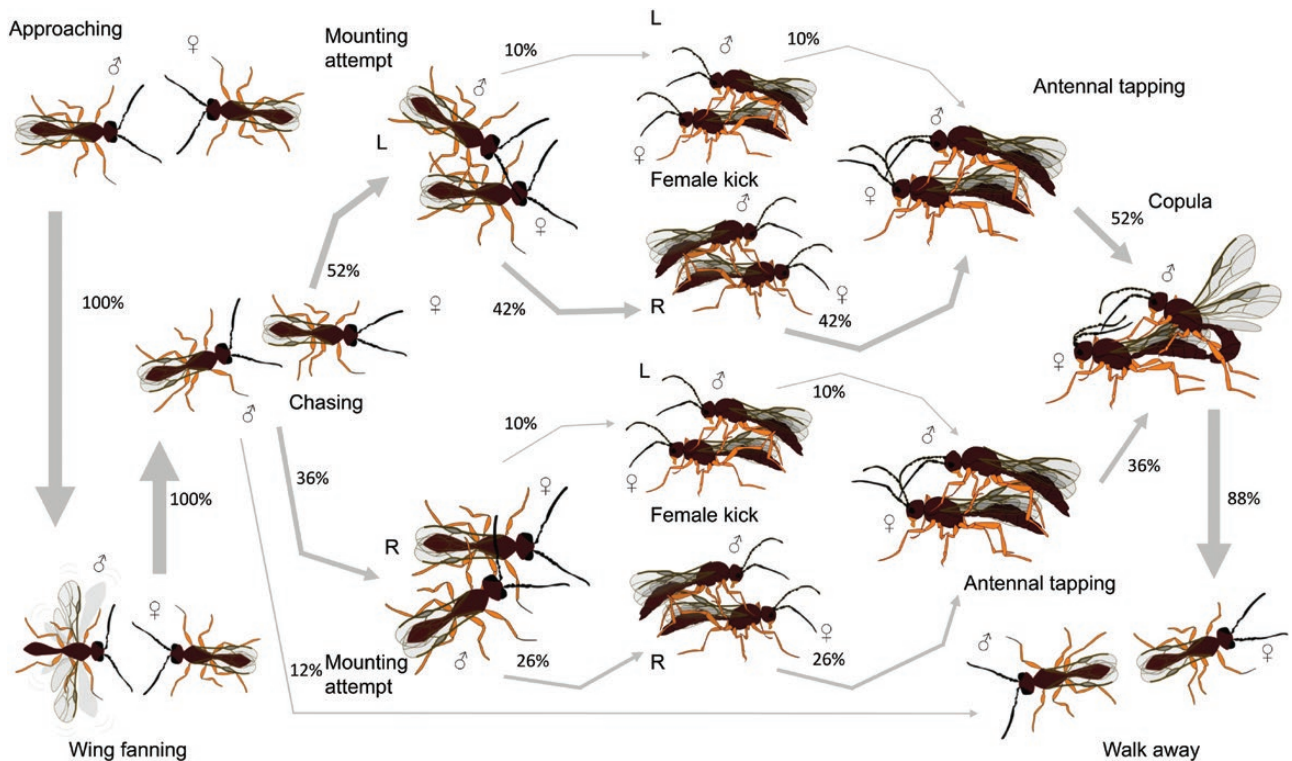 Approaching
♂
♀
100%
Wing fanning
♂
♀
100%
Chasing
♂
♀
52%
36%
12%
Mounting
attempt
L
♂
♀
10%
42%
L
♂
♀
10%
Female kick
♂
♀
R
42%
Antennal tapping
♂
♀
52%
R
♀
♂
Mounting
attempt
10%
26%
L
♂
♀
10%
Female kick
♂
♀
R
26%
♂
♀
Antennal tapping
36%
Copula
♂
♀
88%
♂
♀
Walk away